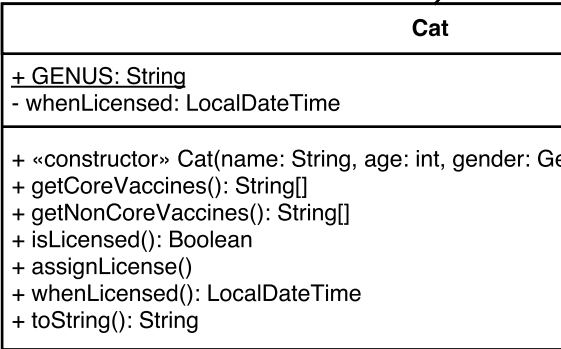 Cat
+ GENUS: String
- whenLicensed: LocalDateTime
+ «constructor» Cat(name: String, age: int, gender: Ge
+ getCoreVaccines(): String[]
+ getNonCoreVaccines(): String[]
+ isLicensed(): Boolean
+ assignLicense()
+ whenLicensed(): LocalDateTime
+ toString(): String